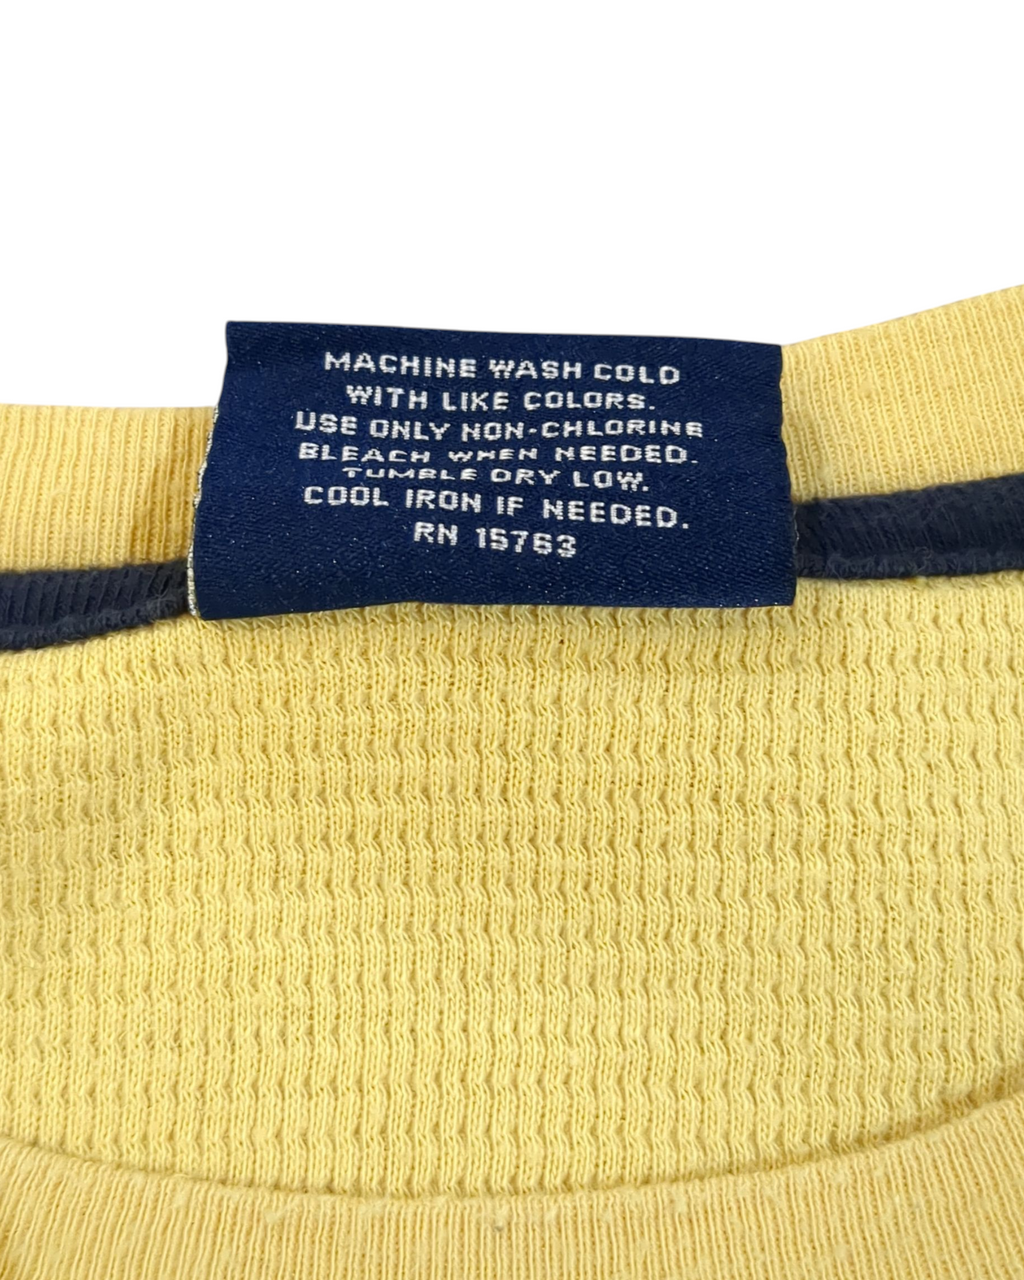 MACHINE WASH COLD
WITH LIKE COLORS.
USE ONLY NON-CHLORINE
BLEACH WHEN NEEDED.
TUMBLE DRY LOW.
COOL IRON IF NEEDED.
RN 15763